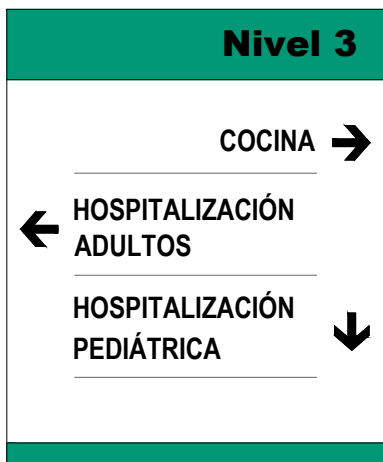 Nivel 3
COCINA
HOSPITALIZACIÓN
ADULTOS
HOSPITALIZACIÓN
PEDIÁTRICA